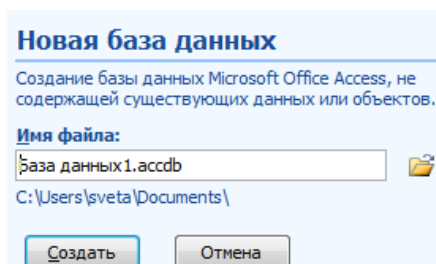 Новая база данных
Создание базы данных Microsoft Office Access, не
содержащей существующих данных или объектов.
Имя файла:
База данных1.accdb
C:\Users\sveta\Documents\
Создать Отмена